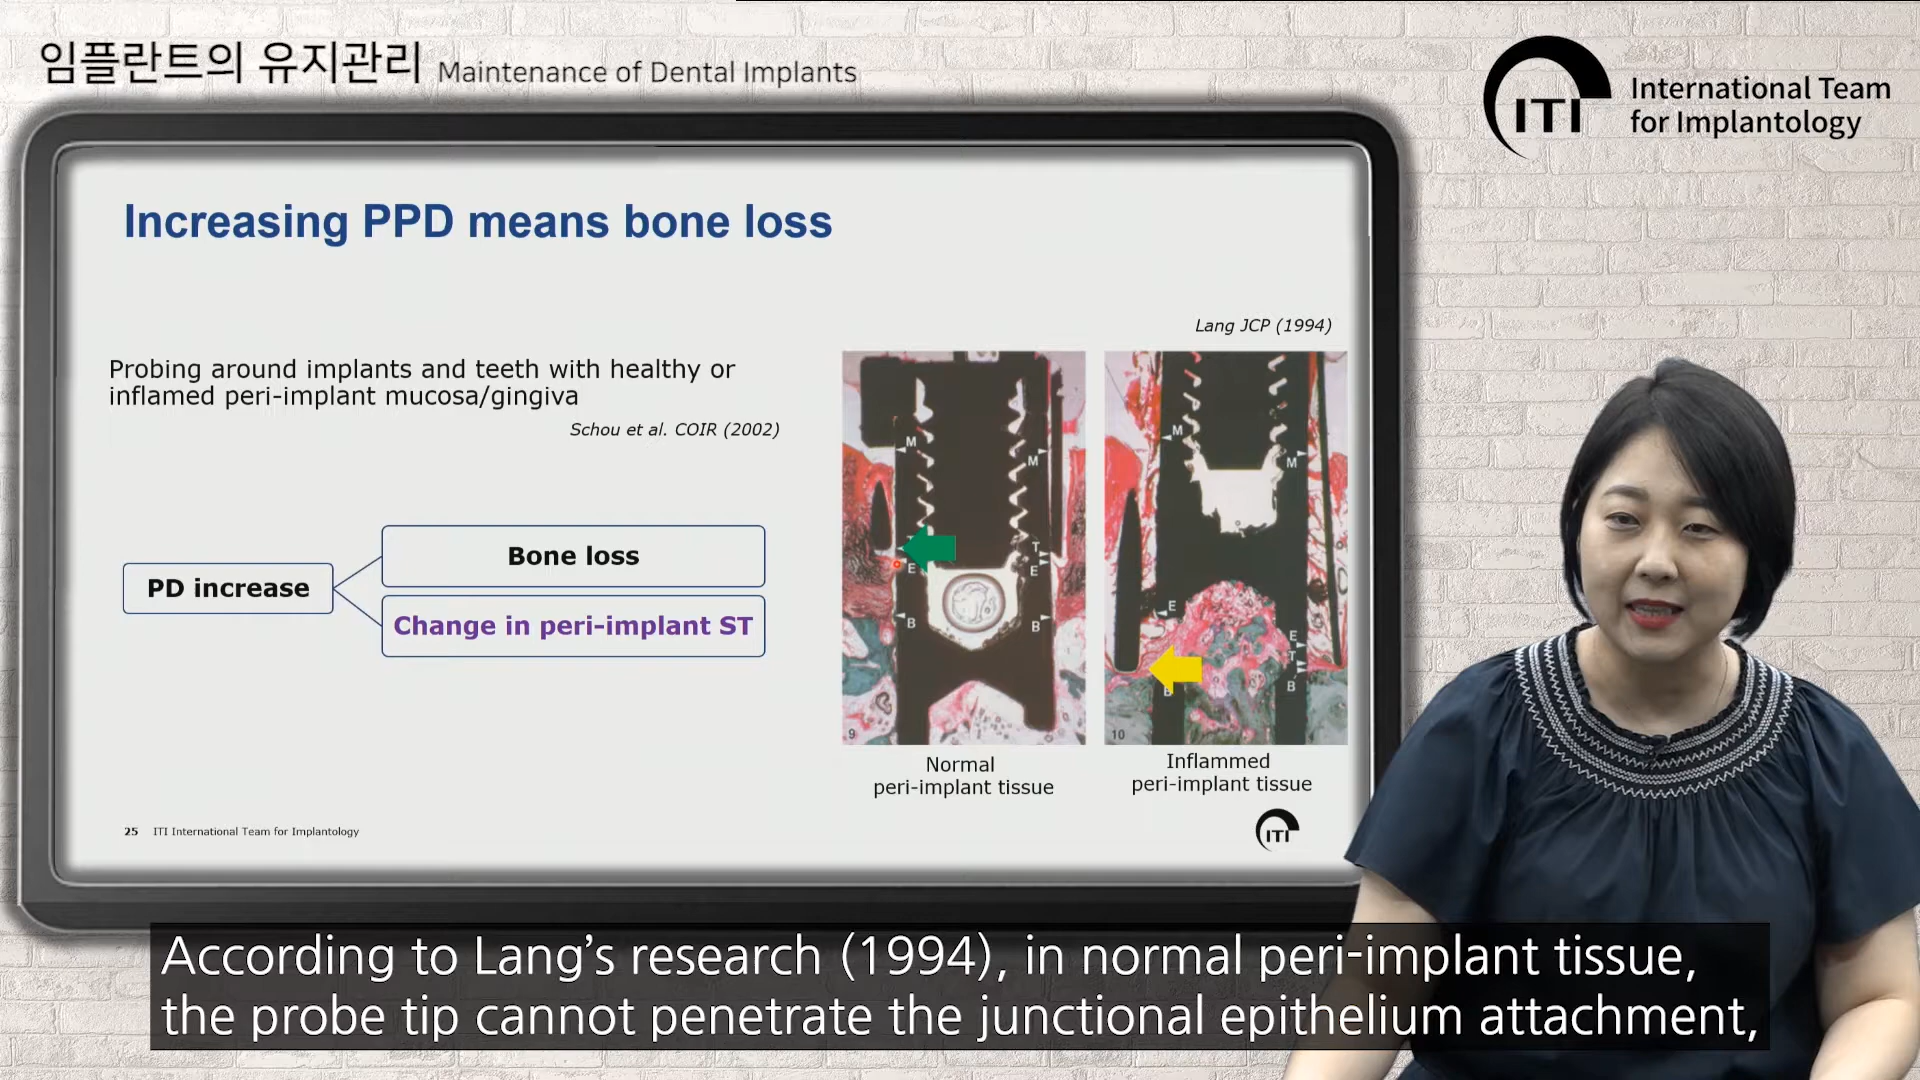 임플란트의 유지관리 Maintenance of Dental Implants
ITI
International Team
for Implantology
Increasing PPD means bone loss
Lang JCP (1994)
Probing around implants and teeth with healthy or
inflamed peri-implant mucosa/gingiva
Schou et al. COIR (2002)
PD increase
Bone loss
Change in peri-implant ST
M
M
T
E
E
B
B
9
M
M
E
E
T
B
B
10
Normal
peri-implant tissue
Inflammed
peri-implant tissue
25 ITI International Team for Implantology
ITI
According to Lang's research (1994), in normal peri-implant tissue,
the probe tip cannot penetrate the junctional epithelium attachment,